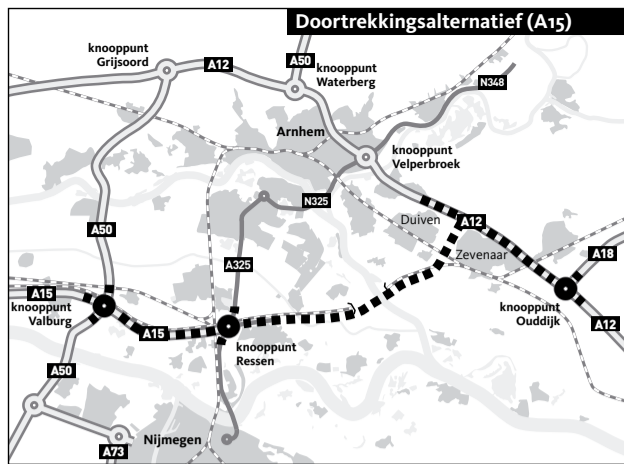 Doortrekkingsalternatief (A15)
knooppunt
Grijsoord
A12
A50
knooppunt
Waterberg
N348
Arnhem
knooppunt
Velperbroek
N325
A50
Duiven
A12
Zevenaar
A325
A18
A15
knooppunt
Valburg
A15
knooppunt
Ressen
knooppunt
Ouddijk
A12
A50
Nijmegen
A73